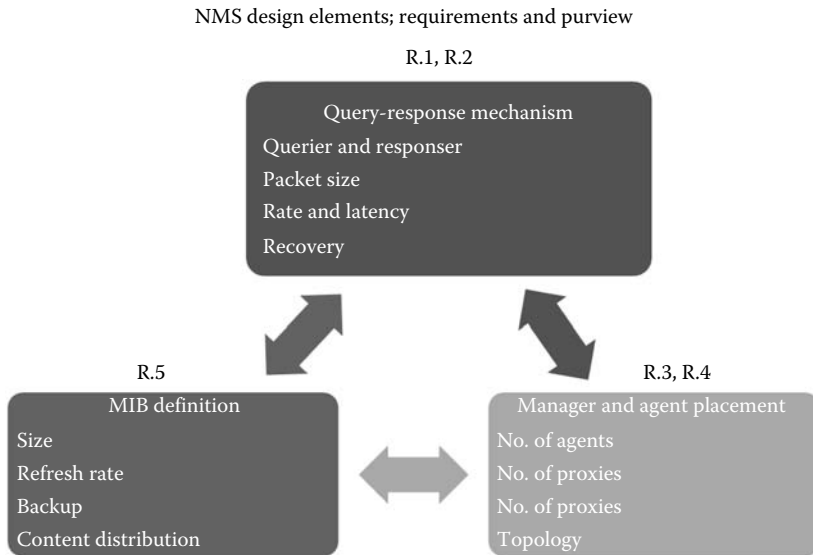 NMS design elements; requirements and purview
R.1, R.2
Query-response mechanism
Querier and responser
Packet size
Rate and latency
Recovery
R.5
MIB definition
Size
Refresh rate
Backup
Content distribution
R.3, R.4
Manager and agent placement
No. of agents
No. of proxies
No. of proxies
Topology